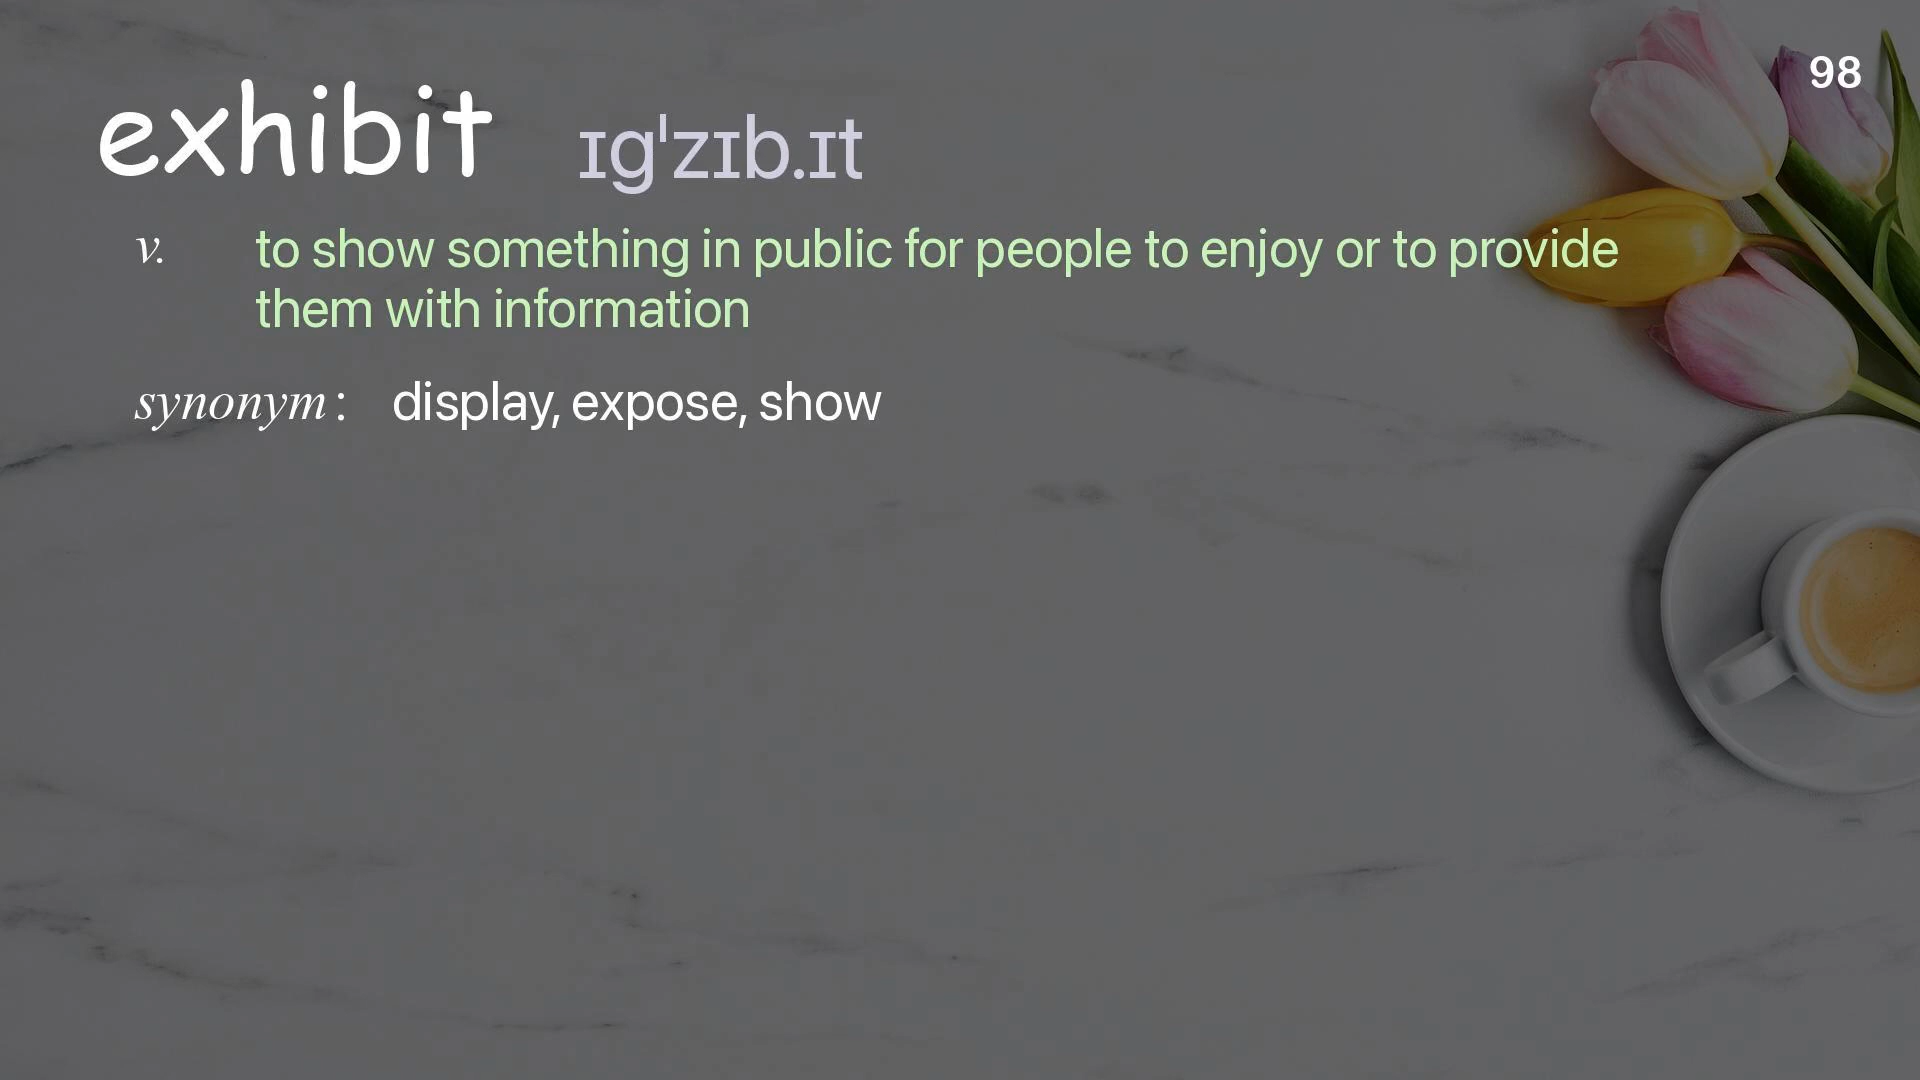 98
exhibit ɪɡˈzɪb.ɪt
v. to show something in public for people to enjoy or to provide
them with information
synonym: display, expose, show